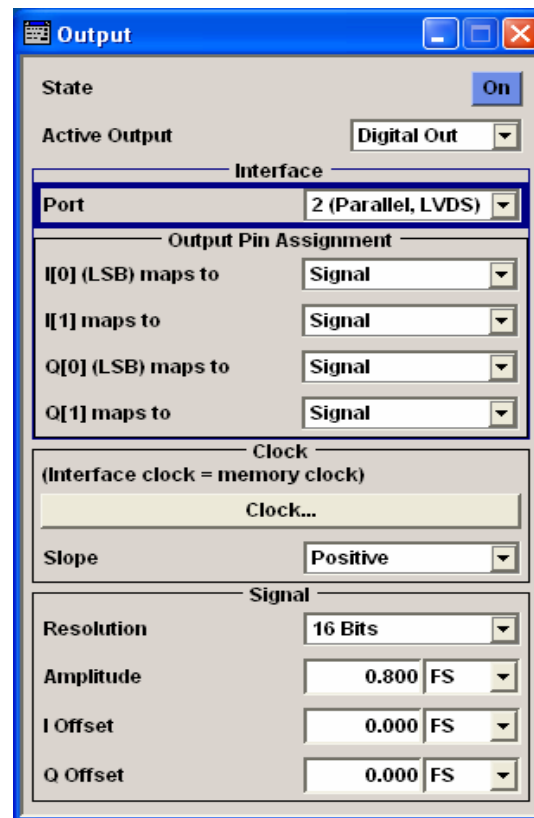 Output
State On
Active Output Digital Out
Interface
Port 2 (Parallel, LVDS)
Output Pin Assignment
I[0] (LSB) maps to Signal
I[1] maps to Signal
Q[0] (LSB) maps to Signal
Q[1] maps to Signal
Clock
(Interface clock = memory clock)
Clock...
Slope Positive
Signal
Resolution 16 Bits
Amplitude 0.800 FS
I Offset 0.000 FS
Q Offset 0.000 FS